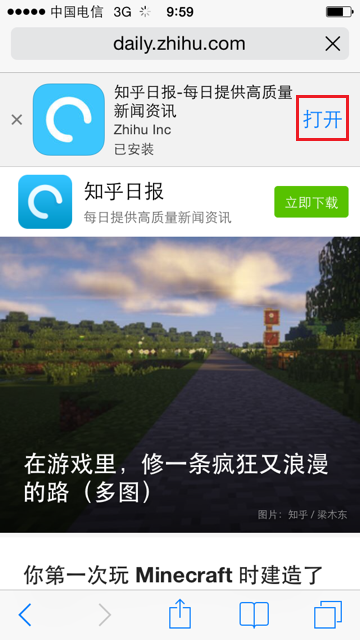 中国电信 3G 9:59
daily.zhihu.com
知乎日报-每日提供高质量
新闻资讯
Zhihu Inc
已安装
打开
知乎日报
每日提供高质量新闻资讯
立即下载
在游戏里，修一条疯狂又浪漫
的路（多图）
图片：知乎 / 梁木东
你第一次玩 Minecraft 时建造了